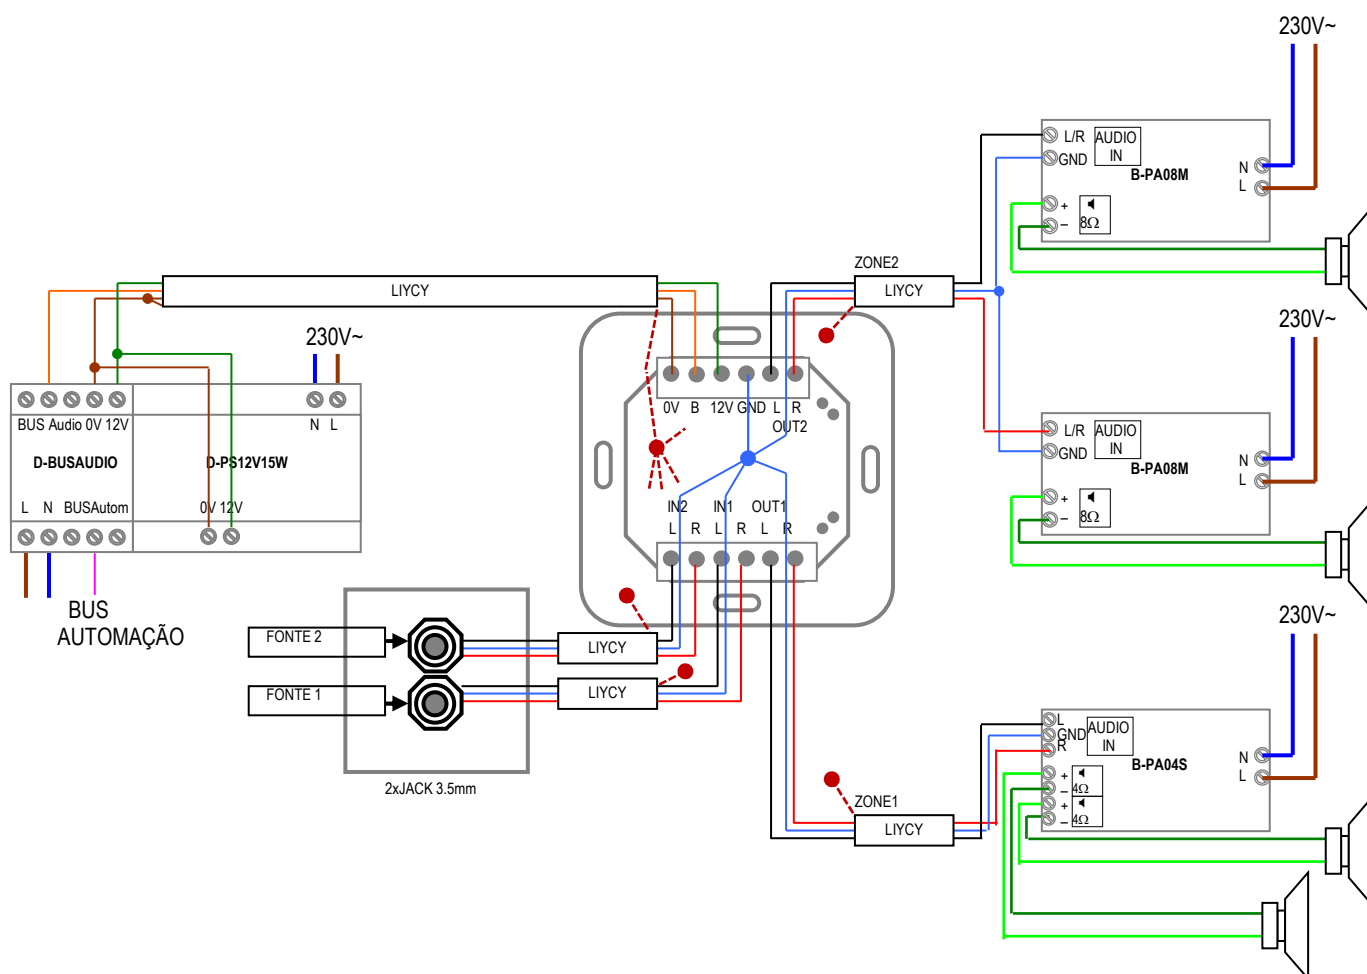 230V~
L/R
AUDIO
IN
GND
B-PA08M
N
L
+
8Ω
–
ZONE2
LIYCY
LIYCY
230V~
230V~
BUS Audio 0V 12V
N L
D-BUSAUDIO
D-PS12V15W
L N BUSAutom
0V 12V
BUS
AUTOMAÇÃO
0V B 12V GND L R
OUT2
IN2 IN1 OUT1
L R L R L R
L/R
AUDIO
IN
GND
B-PA08M
N
L
+
8Ω
–
FONTE 2
LIYCY
FONTE 1
LIYCY
2xJACK 3.5mm
230V~
L
GND
R
AUDIO
IN
B-PA04S
N
L
+
–
4Ω
+
–
4Ω
ZONE1
LIYCY